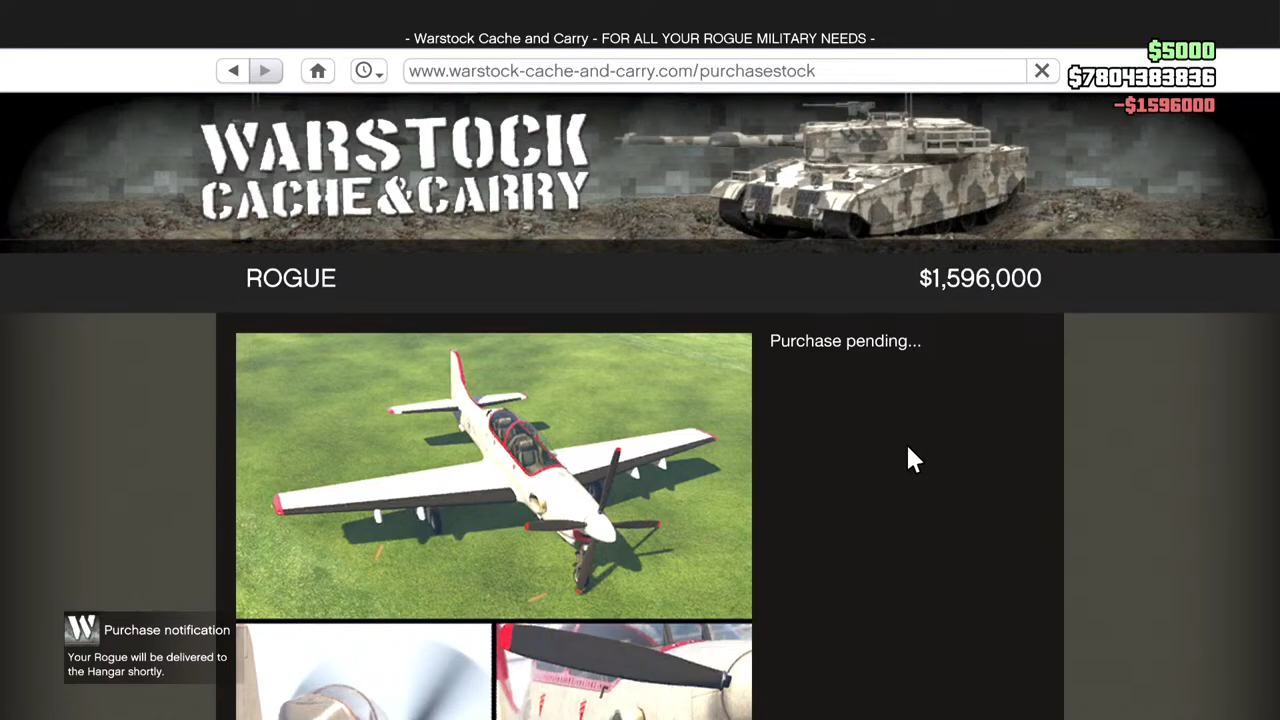 - Warstock Cache and Carry - FOR ALL YOUR ROGUE MILITARY NEEDS -
$5000
www.warstock-cache-and-carry.com/purchasestock
$7804383836
-$1596000
WARSTOCK
CACHE&CARRY
ROGUE
$1,596,000
Purchase pending...
W
Purchase notification
Your Rogue will be delivered to
the Hangar shortly.